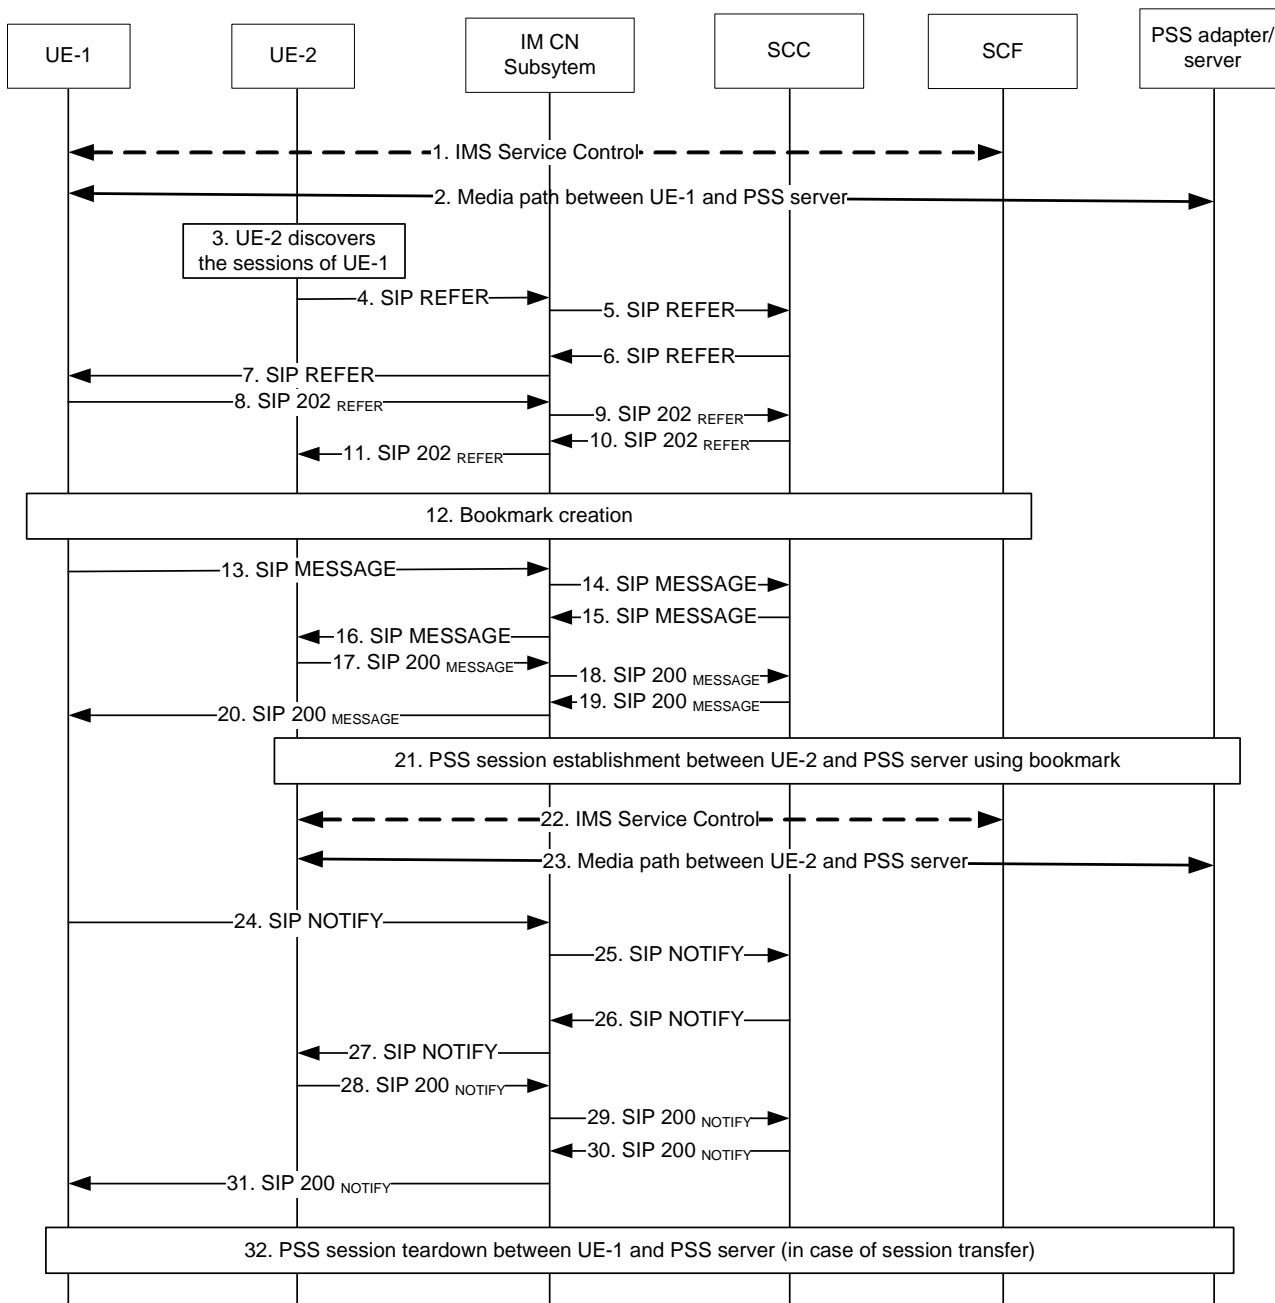 UE-1
UE-2
IM CN
Subsytem
SCC
SCF
PSS adapter/
server
1. IMS Service Control
2. Media path between UE-1 and PSS server
3. UE-2 discovers
the sessions of UE-1
4. SIP REFER
5. SIP REFER
6. SIP REFER
7. SIP REFER
8. SIP 202 REFER
9. SIP 202 REFER
10. SIP 202 REFER
11. SIP 202 REFER
12. Bookmark creation
13. SIP MESSAGE
14. SIP MESSAGE
15. SIP MESSAGE
16. SIP MESSAGE
17. SIP 200 MESSAGE
18. SIP 200 MESSAGE
19. SIP 200 MESSAGE
20. SIP 200 MESSAGE
21. PSS session establishment between UE-2 and PSS server using bookmark
22. IMS Service Control
23. Media path between UE-2 and PSS server
24. SIP NOTIFY
25. SIP NOTIFY
26. SIP NOTIFY
27. SIP NOTIFY
28. SIP 200 NOTIFY
29. SIP 200 NOTIFY
30. SIP 200 NOTIFY
31. SIP 200 NOTIFY
32. PSS session teardown between UE-1 and PSS server (in case of session transfer)